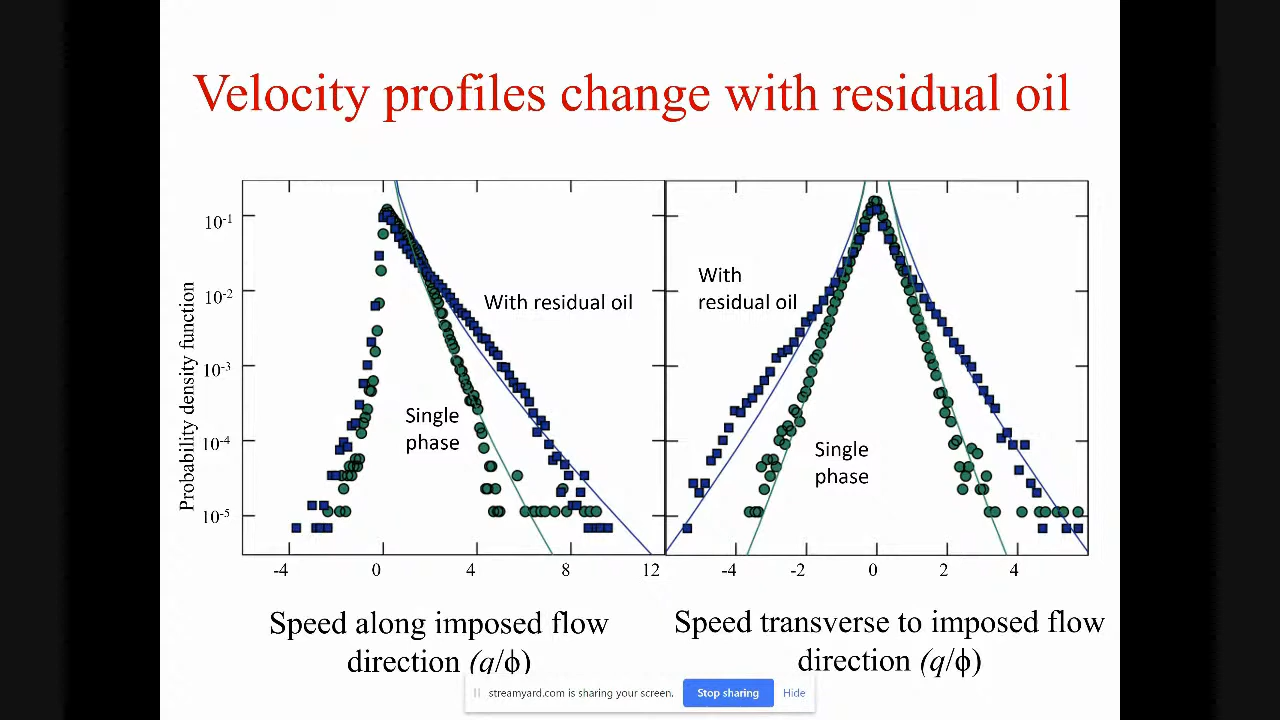 Velocity profiles change with residual oil
Probability density function
10-1
10-2
10-3
10-4
10-5
With residual oil
Single
phase
-4 0 4 8 12
With
residual oil
Single
phase
-4 -2 0 2 4
Speed along imposed flow
direction (q/ϕ)
Speed transverse to imposed flow
direction (q/ϕ)
streamyard.com is sharing your screen. Stop sharing Hide